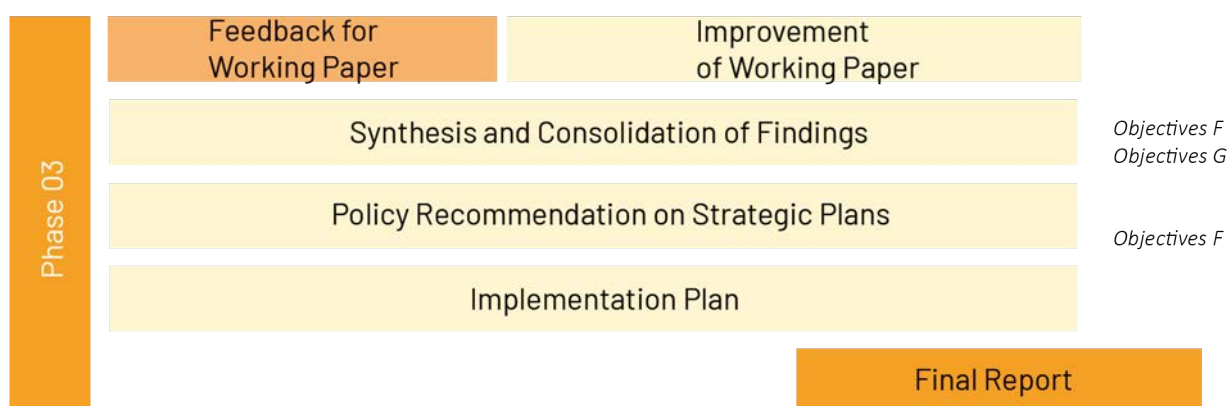 Phase 03
Feedback for
Working Paper
Improvement
of Working Paper
Synthesis and Consolidation of Findings
Objectives F
Objectives G
Policy Recommendation on Strategic Plans
Objectives F
Implementation Plan
Final Report